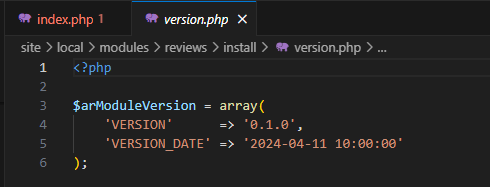 index.php 1 version.php ×
site > local > modules > reviews > install > version.php > ...
1 <?php
2
3 $arModuleVersion = array(
4     'VERSION'      => '0.1.0',
5     'VERSION_DATE' => '2024-04-11 10:00:00'
6 );